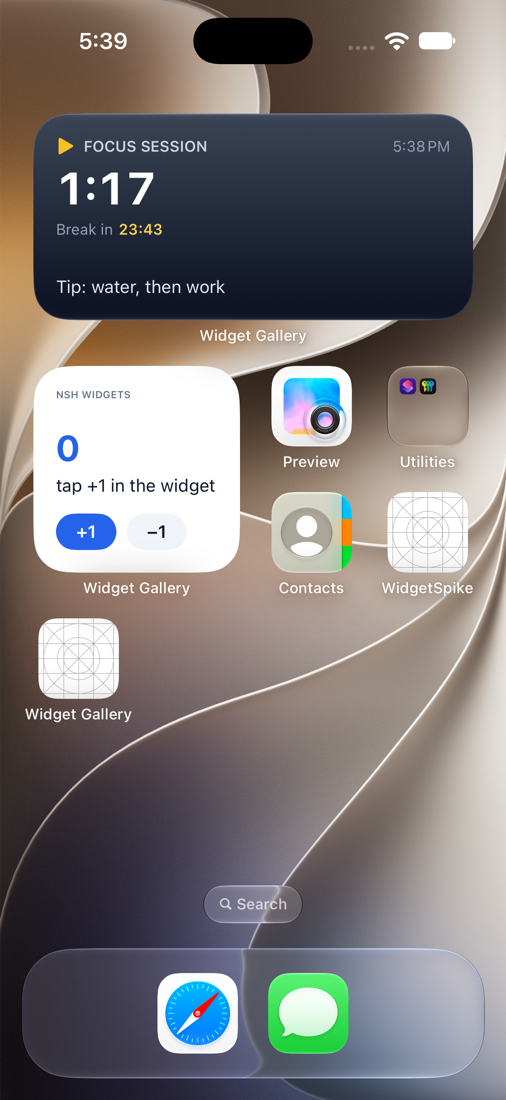 5:39
FOCUS SESSION 5:38 PM
1:17
Break in 23:43
Tip: water, then work
Widget Gallery
NSH WIDGETS
0
tap +1 in the widget
+1 −1
Widget Gallery
Preview
Utilities
Contacts
WidgetSpike
Widget Gallery
Search